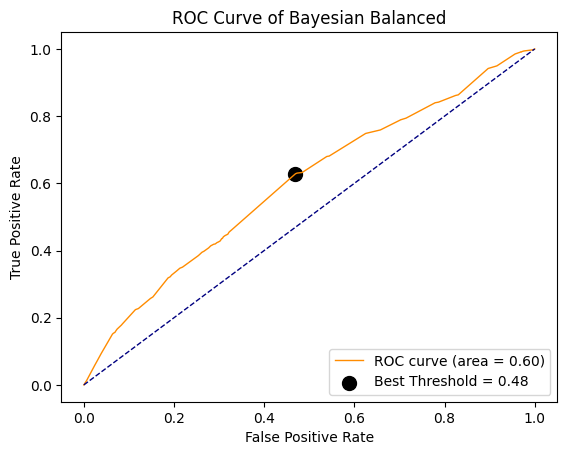 ROC Curve of Bayesian Balanced
True Positive Rate
1.0
0.8
0.6
0.4
0.2
0.0
0.0 0.2 0.4 0.6 0.8 1.0
False Positive Rate
ROC curve (area = 0.60)
Best Threshold = 0.48